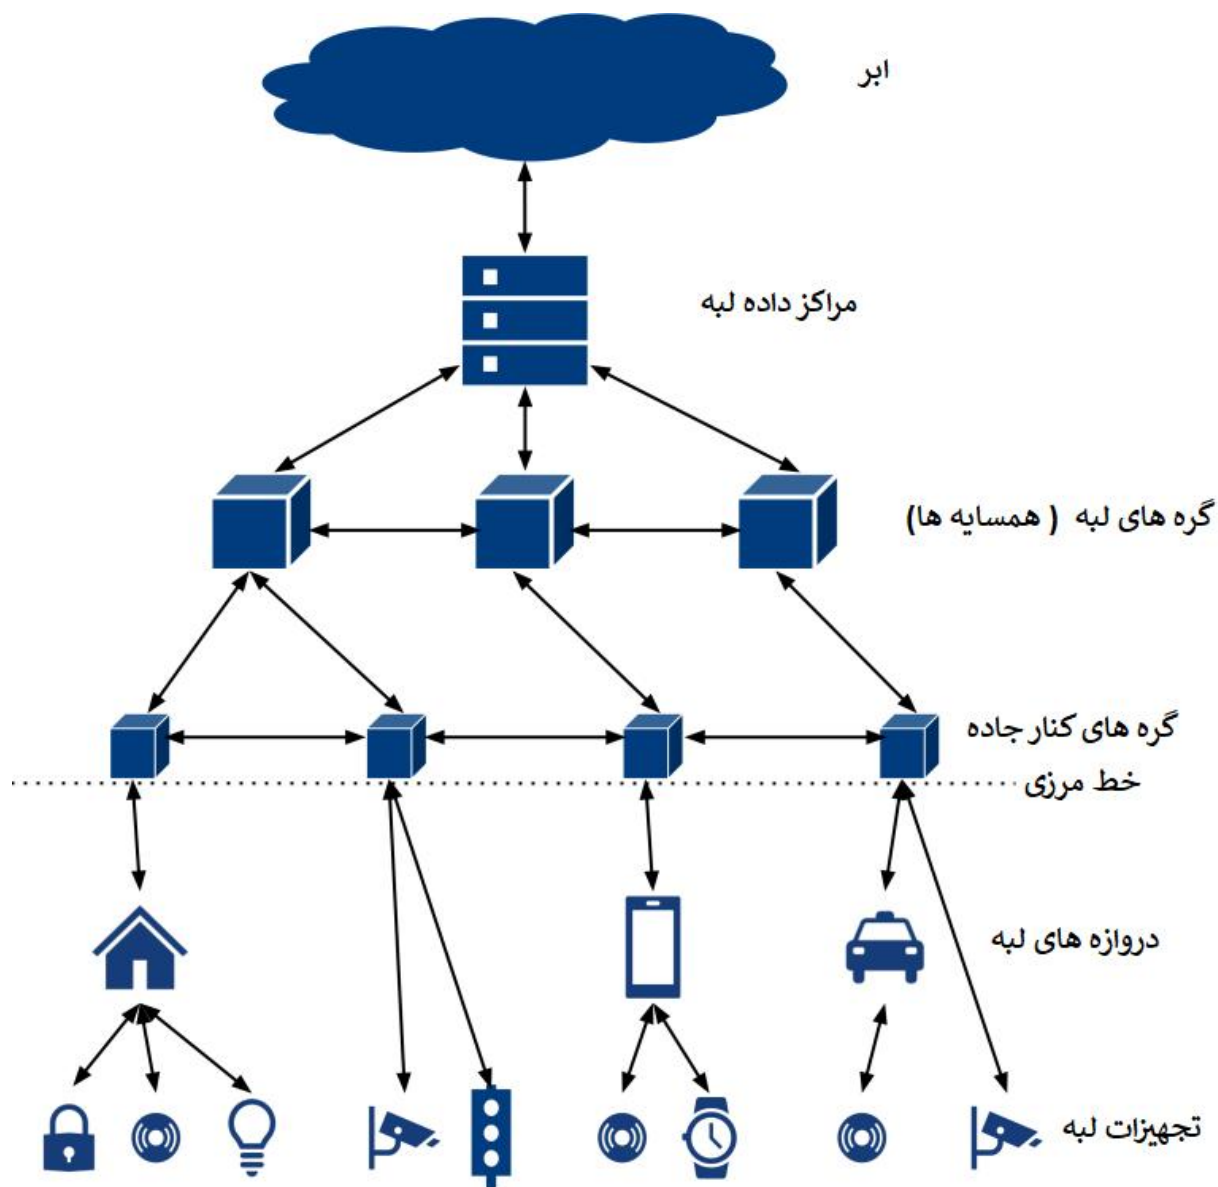 ابر
مراکز داده لبه
گره های لبه ( همسایه ها)
گره های کنار جاده
خط مرزی
دروازه های لبه
تجهیزات لبه